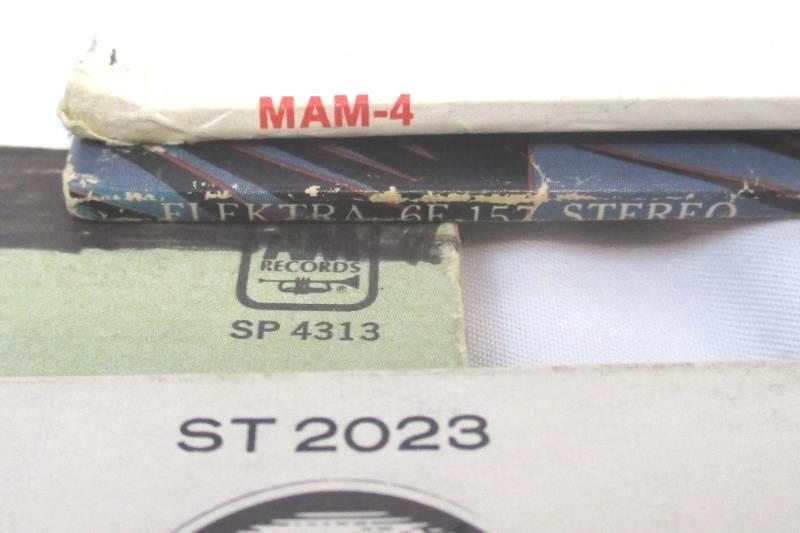 MAM-4
ELEKTRA 6E-157 STEREO
A&M
RECORDS
®
SP 4313
ST 2023